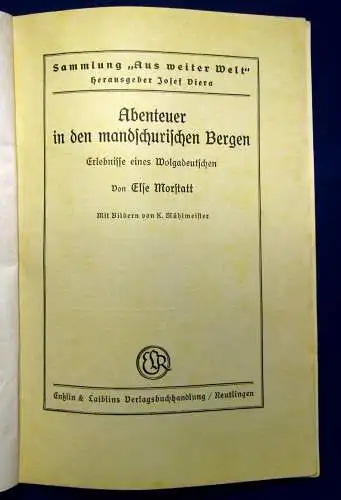 Sammlung „Aus weiter Welt"
Herausgeber Josef Viera
Abenteuer
in den mandschurischen Bergen
Erlebnisse eines Wolgadeutschen
Von Else Morstatt
Mit Bildern von K. Mühlmeister
ELR
Enßlin & Laiblins Verlagsbuchhandlung / Reutlingen